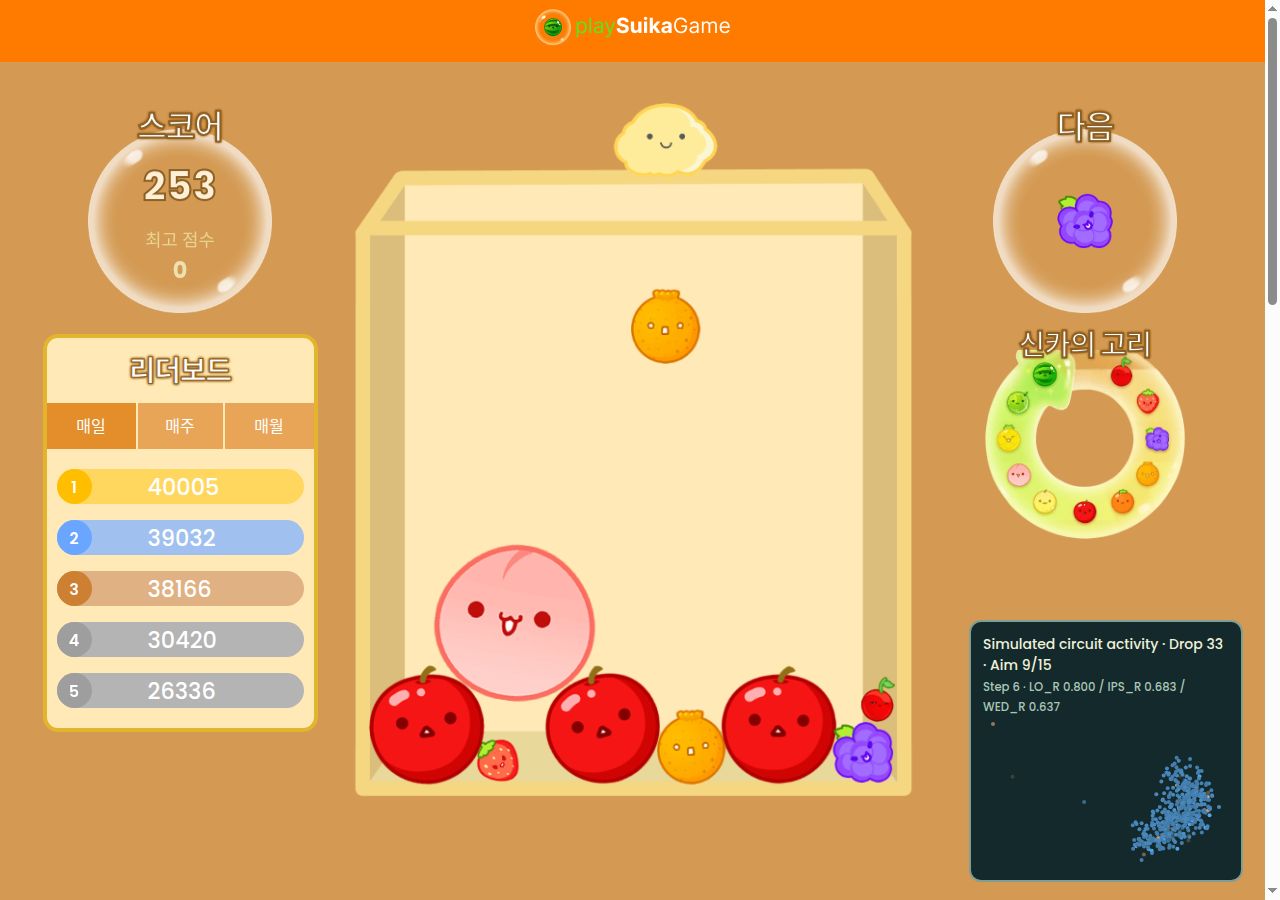 playSuikaGame
스코어
253
최고 점수
0
다음
리더보드
매일 매주 매월
1 40005
2 39032
3 38166
4 30420
5 26336
신카의 고리
Simulated circuit activity · Drop 33
· Aim 9/15
Step 6 · LO_R 0.800 / IPS_R 0.683 /
WED_R 0.637